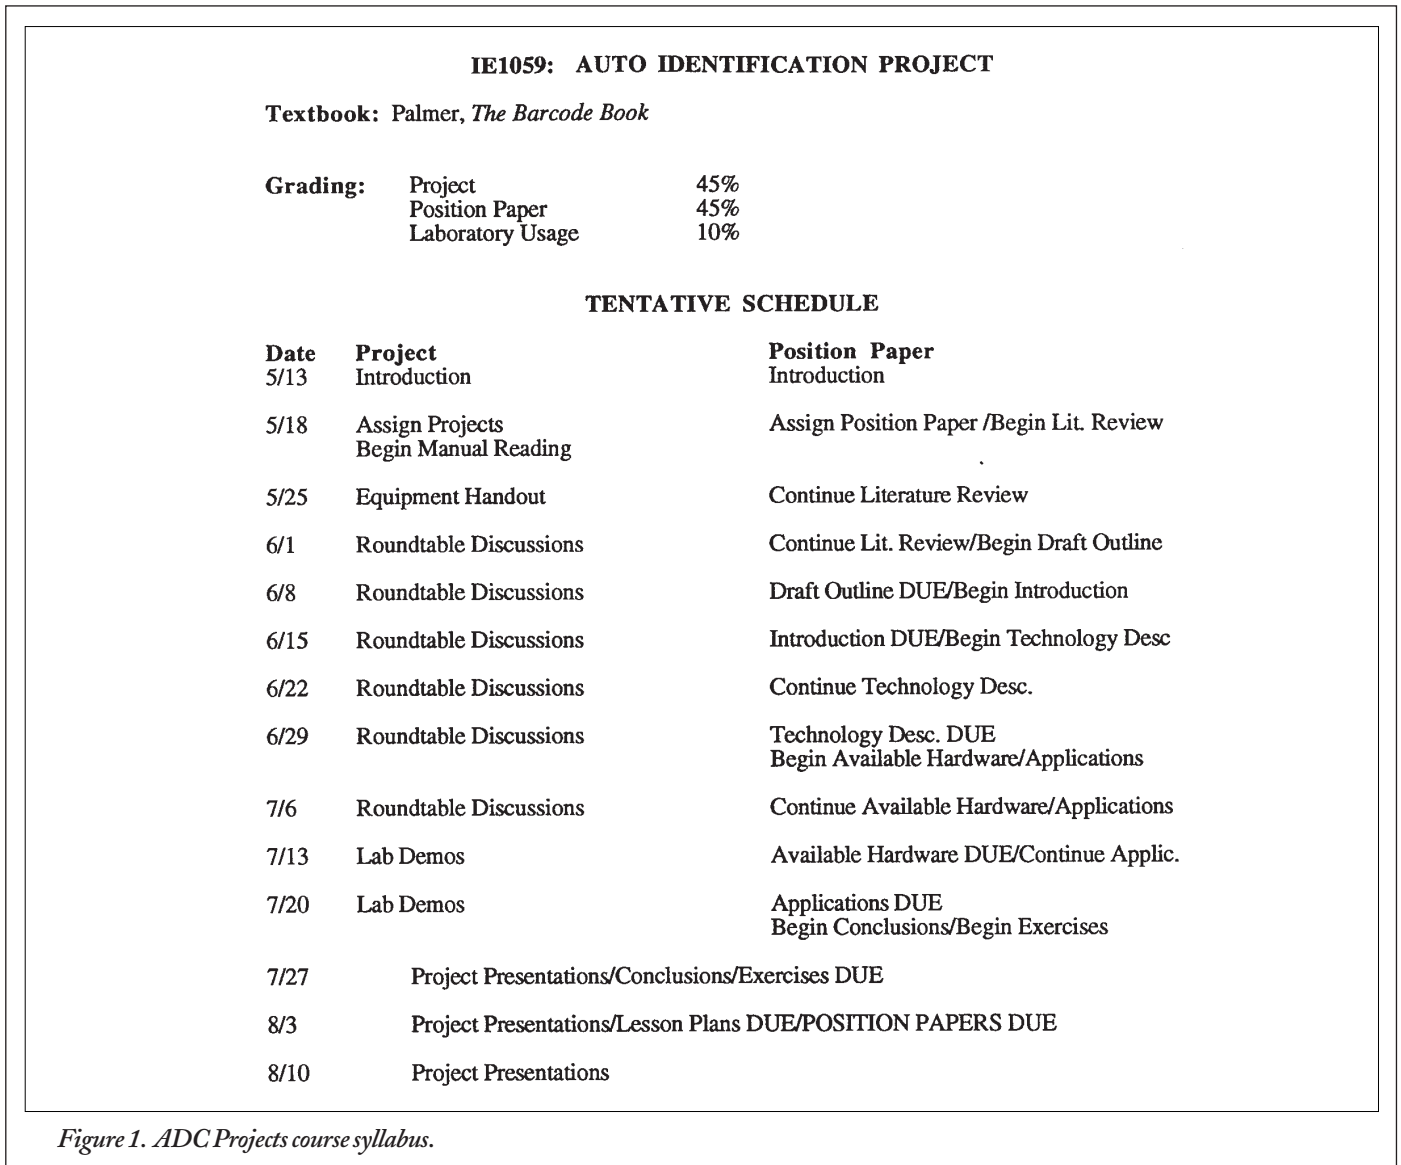 IE1059: AUTO IDENTIFICATION PROJECT
Textbook: Palmer, The Barcode Book
Grading: Project 45%
Position Paper 45%
Laboratory Usage 10%
TENTATIVE SCHEDULE
Date Project Position Paper
5/13 Introduction Introduction
5/18 Assign Projects Assign Position Paper /Begin Lit. Review
Begin Manual Reading
5/25 Equipment Handout Continue Literature Review
6/1 Roundtable Discussions Continue Lit. Review/Begin Draft Outline
6/8 Roundtable Discussions Draft Outline DUE/Begin Introduction
6/15 Roundtable Discussions Introduction DUE/Begin Technology Desc
6/22 Roundtable Discussions Continue Technology Desc.
6/29 Roundtable Discussions Technology Desc. DUE
Begin Available Hardware/Applications
7/6 Roundtable Discussions Continue Available Hardware/Applications
7/13 Lab Demos Available Hardware DUE/Continue Applic.
7/20 Lab Demos Applications DUE
Begin Conclusions/Begin Exercises
7/27 Project Presentations/Conclusions/Exercises DUE
8/3 Project Presentations/Lesson Plans DUE/POSITION PAPERS DUE
8/10 Project Presentations
Figure 1. ADC Projects course syllabus.